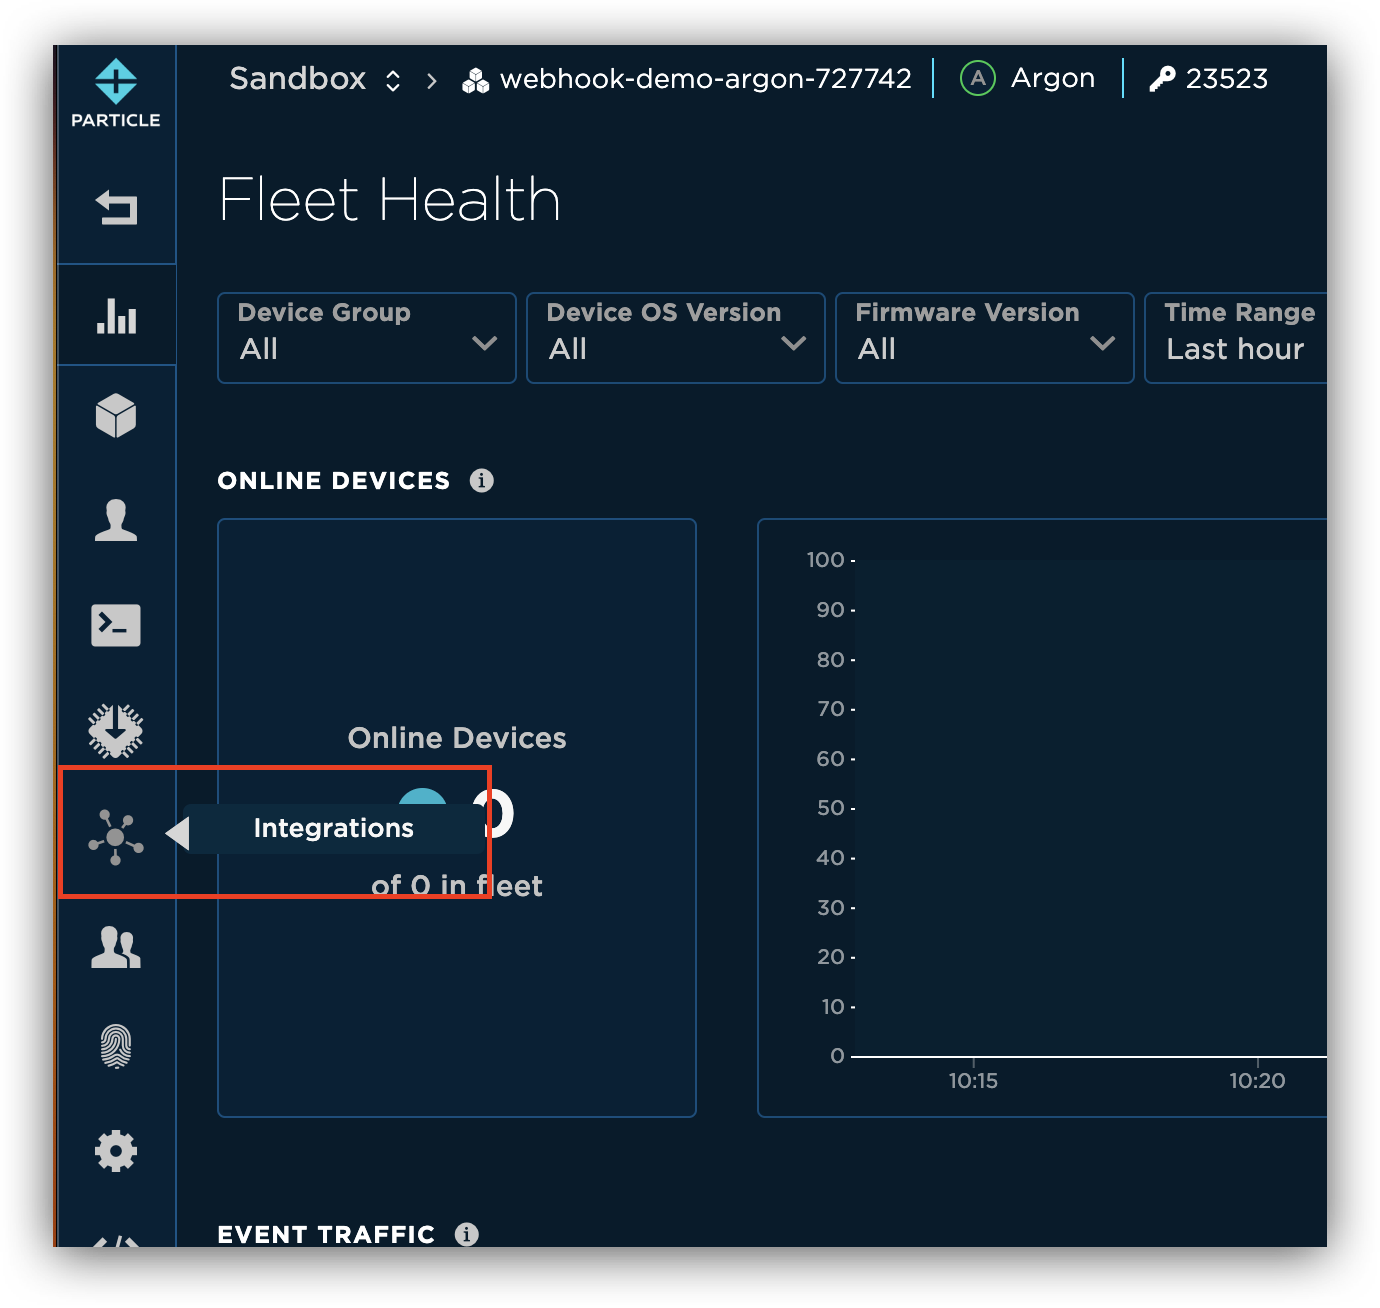 PARTICLE
Sandbox webhook-demo-argon-727742 A Argon 23523
Fleet Health
Device Group Device OS Version Firmware Version Time Range
All All All Last hour
ONLINE DEVICES i
Online Devices
0
Integrations
of 0 in fleet
100
90
80
70
60
50
40
30
20
10
0
10:15 10:20
EVENT TRAFFIC i